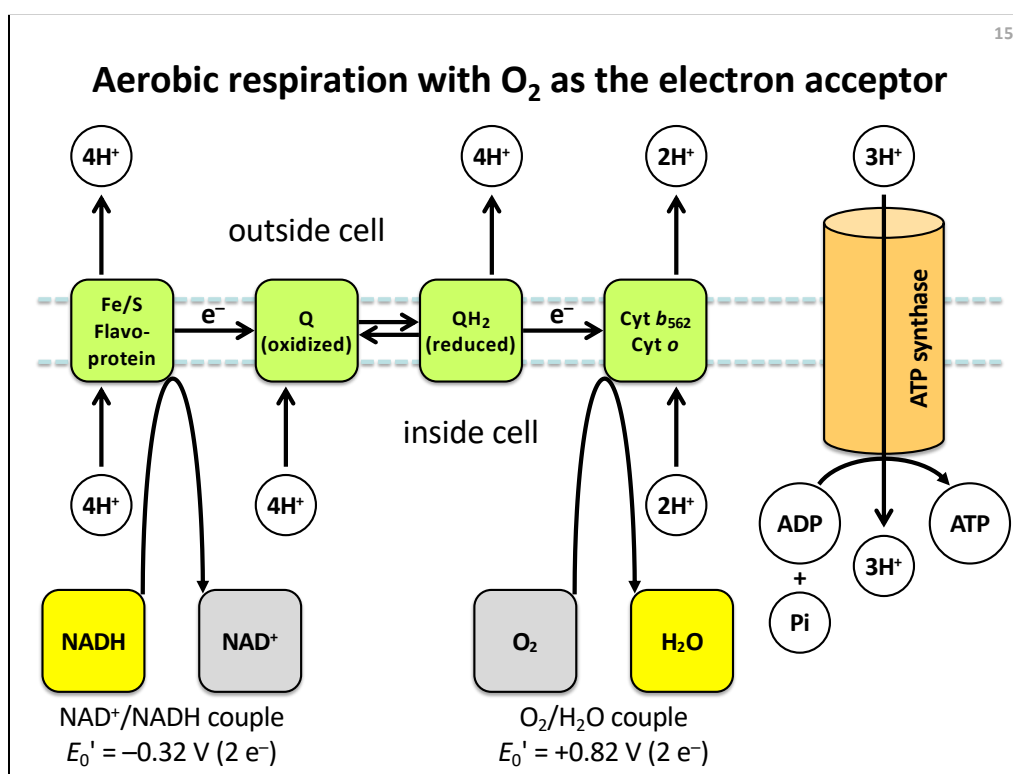 15
Aerobic respiration with O₂ as the electron acceptor
4H⁺
4H⁺
2H⁺
3H⁺
outside cell
Fe/S
Flavo-
protein
e⁻
Q
(oxidized)
QH₂
(reduced)
e⁻
Cyt b₅₆₂
Cyt o
ATP synthase
inside cell
4H⁺
4H⁺
2H⁺
ADP
+
Pi
3H⁺
ATP
NADH
NAD⁺
O₂
H₂O
NAD⁺/NADH couple
E₀' = –0.32 V (2 e⁻)
O₂/H₂O couple
E₀' = +0.82 V (2 e⁻)